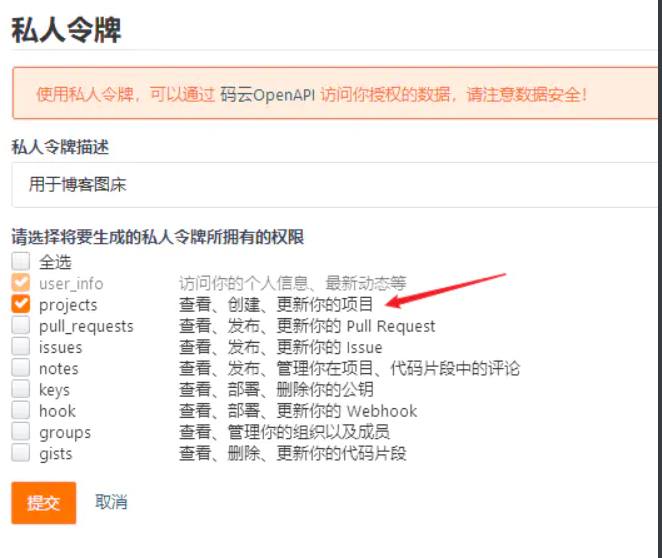 私人令牌
使用私人令牌，可以通过 码云OpenAPI 访问你授权的数据，请注意数据安全！
私人令牌描述
用于博客图床
请选择将要生成的私人令牌所拥有的权限
全选
user_info 访问你的个人信息、最新动态等
projects 查看、创建、更新你的项目
pull_requests 查看、发布、更新你的 Pull Request
issues 查看、发布、更新你的 Issue
notes 查看、发布、管理你在项目、代码片段中的评论
keys 查看、部署、删除你的公钥
hook 查看、部署、更新你的 Webhook
groups 查看、管理你的组织以及成员
gists 查看、删除、更新你的代码片段
提交 取消